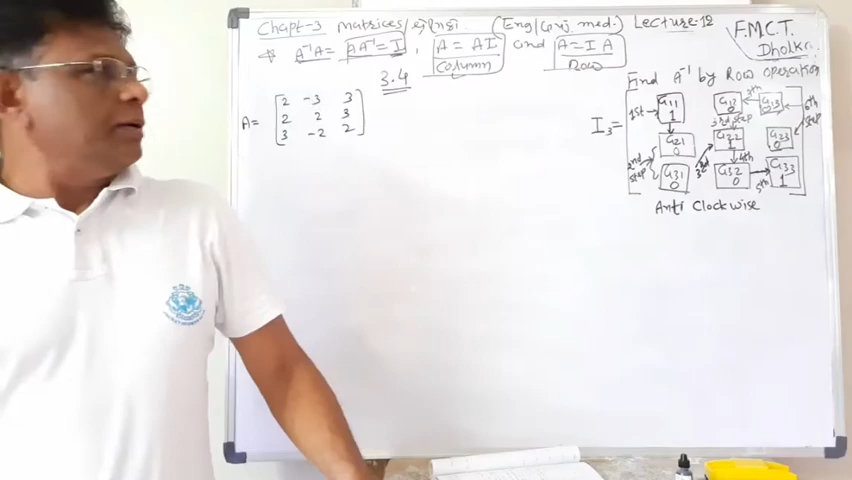 Chapt-3 Matrices/શ્રેણિક (Eng/Guj. med.) Lecture-12
F.M.C.T. Dholka.
* A⁻¹A = AA⁻¹ = I, A = AI and A = I A
Column Row
3.4
Find A⁻¹ by Row operation
A = [2 -3 3
2 2 3
3 -2 2]
I₃ =
1st → a11 1 a12 0 7th a13 0 6th step
2nd step a21 0 3rd step a22 1 a23 0
a31 0 3rd a32 0 4th 5th a33 1
Anti Clockwise